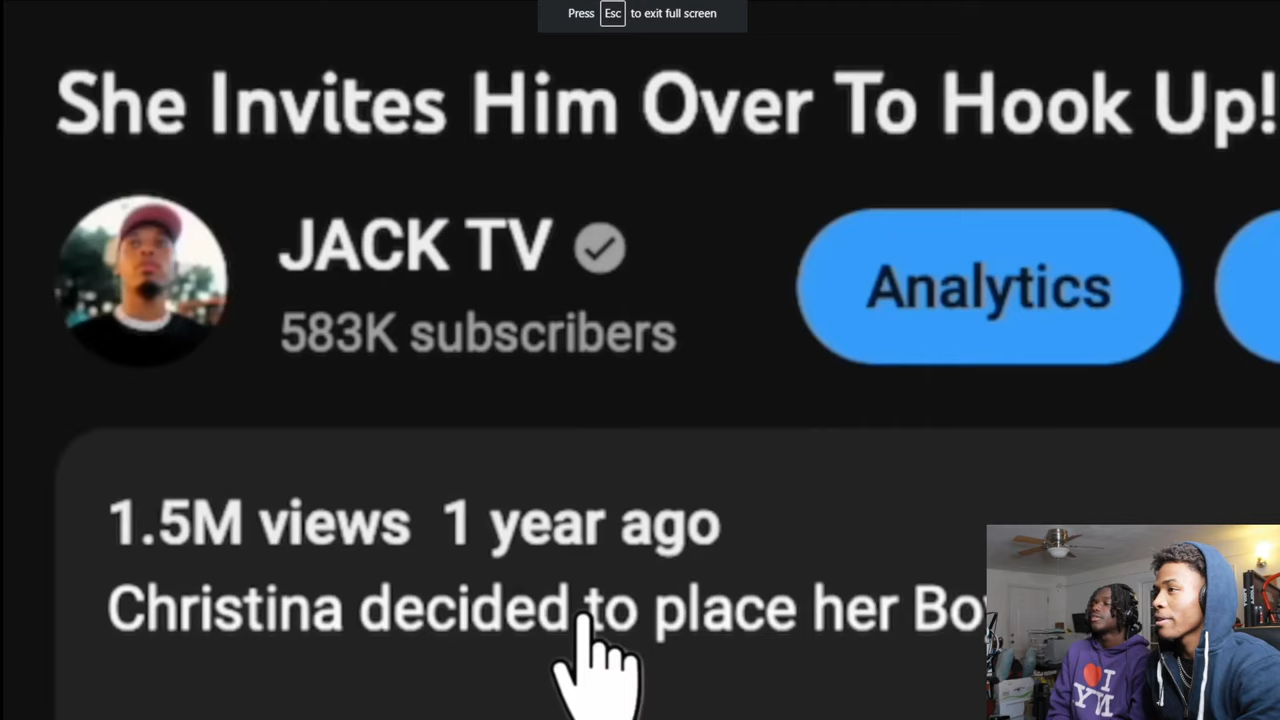 Press Esc to exit full screen
She Invites Him Over To Hook Up!
JACK TV
583K subscribers
Analytics
1.5M views 1 year ago
Christina decided to place her
I
NY